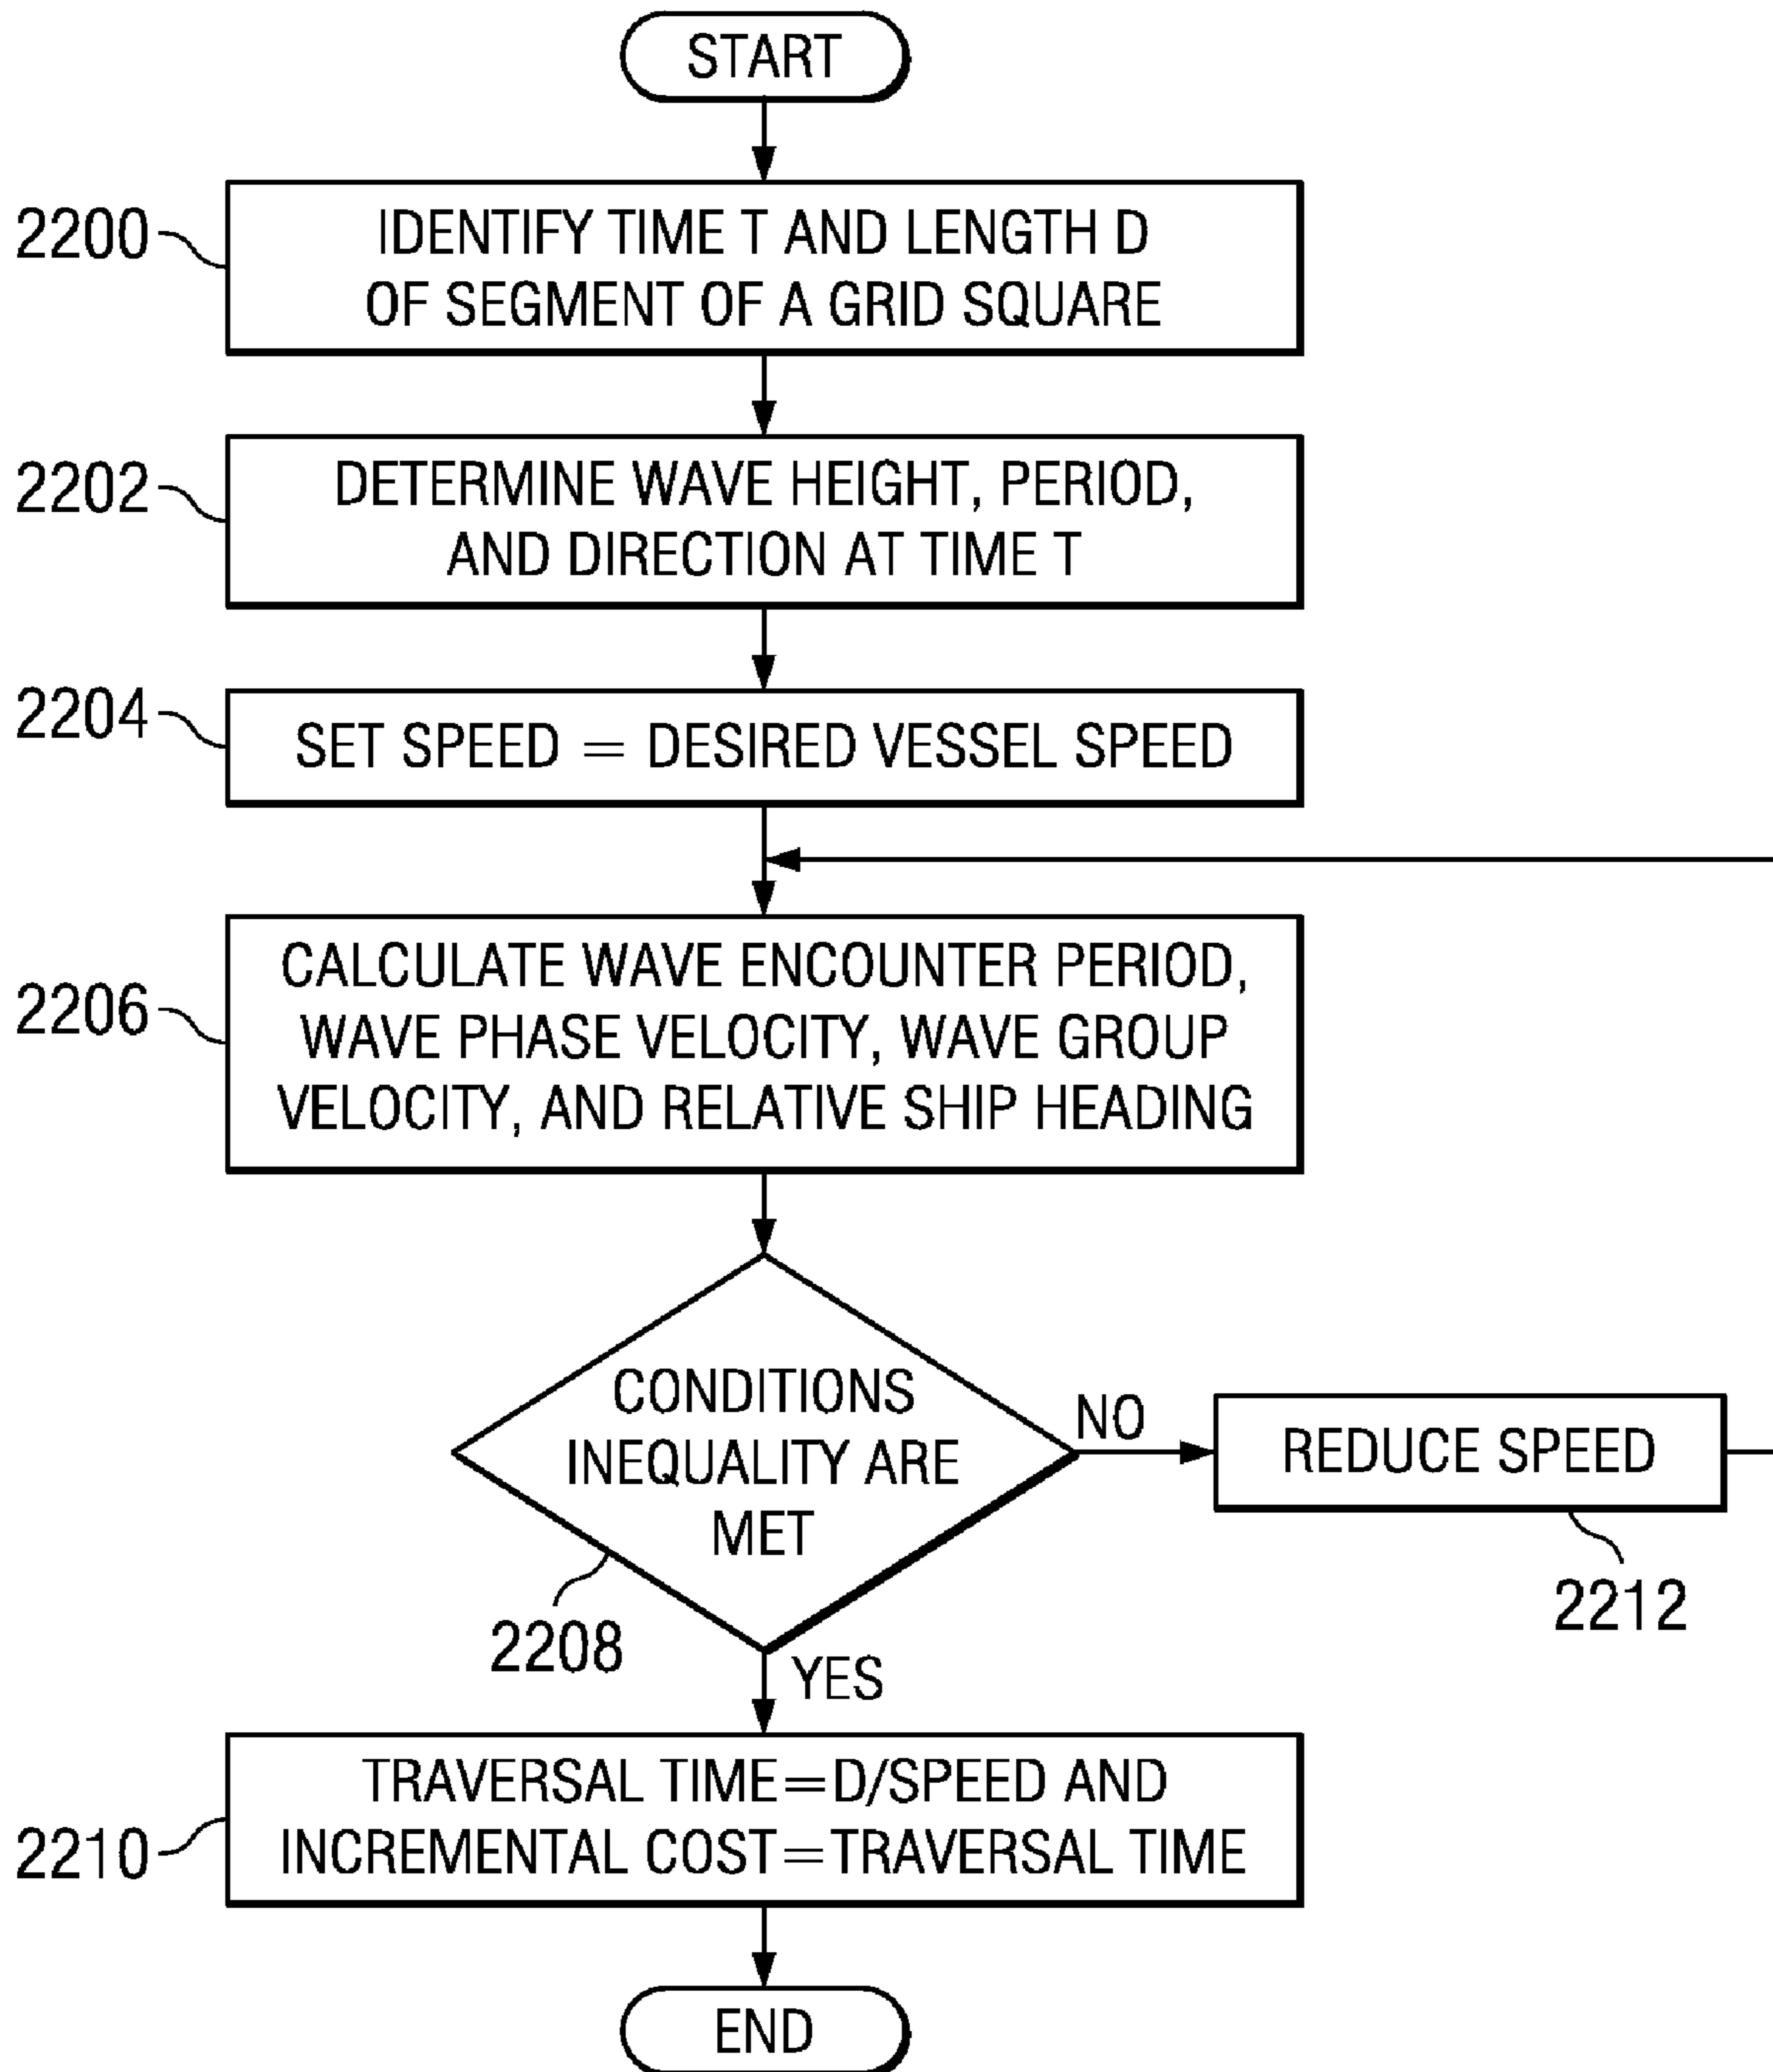 START
2200
IDENTIFY TIME T AND LENGTH D
OF SEGMENT OF A GRID SQUARE
2202
DETERMINE WAVE HEIGHT, PERIOD,
AND DIRECTION AT TIME T
2204
SET SPEED = DESIRED VESSEL SPEED
2206
CALCULATE WAVE ENCOUNTER PERIOD,
WAVE PHASE VELOCITY, WAVE GROUP
VELOCITY, AND RELATIVE SHIP HEADING
CONDITIONS
INEQUALITY ARE
MET
2208
NO
REDUCE SPEED
2212
YES
2210
TRAVERSAL TIME=D/SPEED AND
INCREMENTAL COST=TRAVERSAL TIME
END